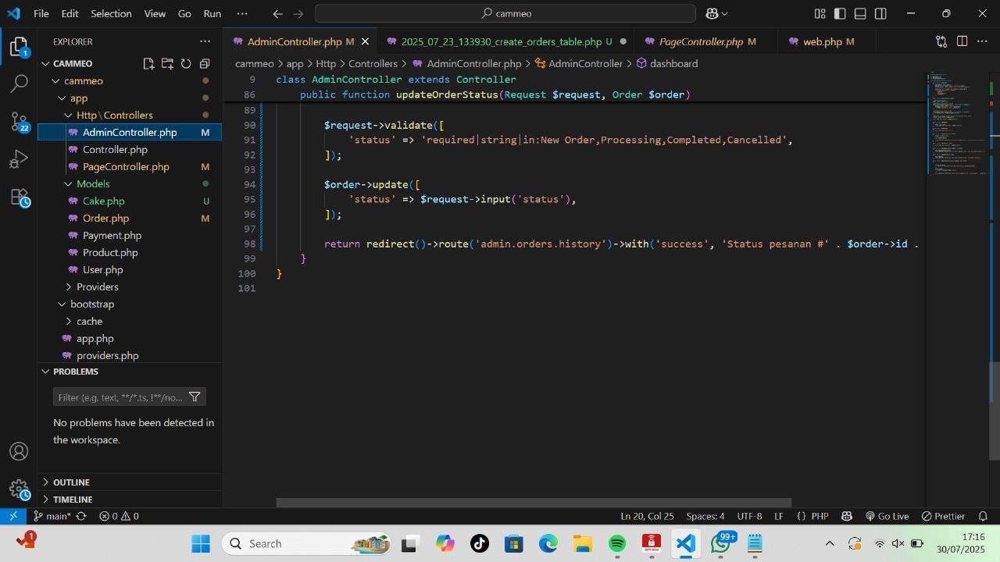 File Edit Selection View Go Run ··· cammeo
EXPLORER
CAMMEO
cammeo
app
Http\Controllers
AdminController.php M
Controller.php
PageController.php M
Models
Cake.php U
Order.php M
Payment.php
Product.php
User.php
Providers
bootstrap
cache
app.php
providers.php
PROBLEMS
Filter (e.g. text, **/*.ts, !**/no...
No problems have been detected in
the workspace.
OUTLINE
TIMELINE
1
22
AdminController.php M 2025_07_23_133930_create_orders_table.php U PageController.php M web.php M
cammeo > app > Http > Controllers > AdminController.php > AdminController > dashboard
9 class AdminController extends Controller
86 public function updateOrderStatus(Request $request, Order $order)
89
90 $request->validate([
91 'status' => 'required|string|in:New Order,Processing,Completed,Cancelled',
92 ]);
93
94 $order->update([
95 'status' => $request->input('status'),
96 ]);
97
98 return redirect()->route('admin.orders.history')->with('success', 'Status pesanan #' . $order->id .
99 }
100 }
101
main* 0 0 Ln 20, Col 25 Spaces: 4 UTF-8 LF {} PHP Go Live Prettier
1 Search 99+ 17:16
30/07/2025